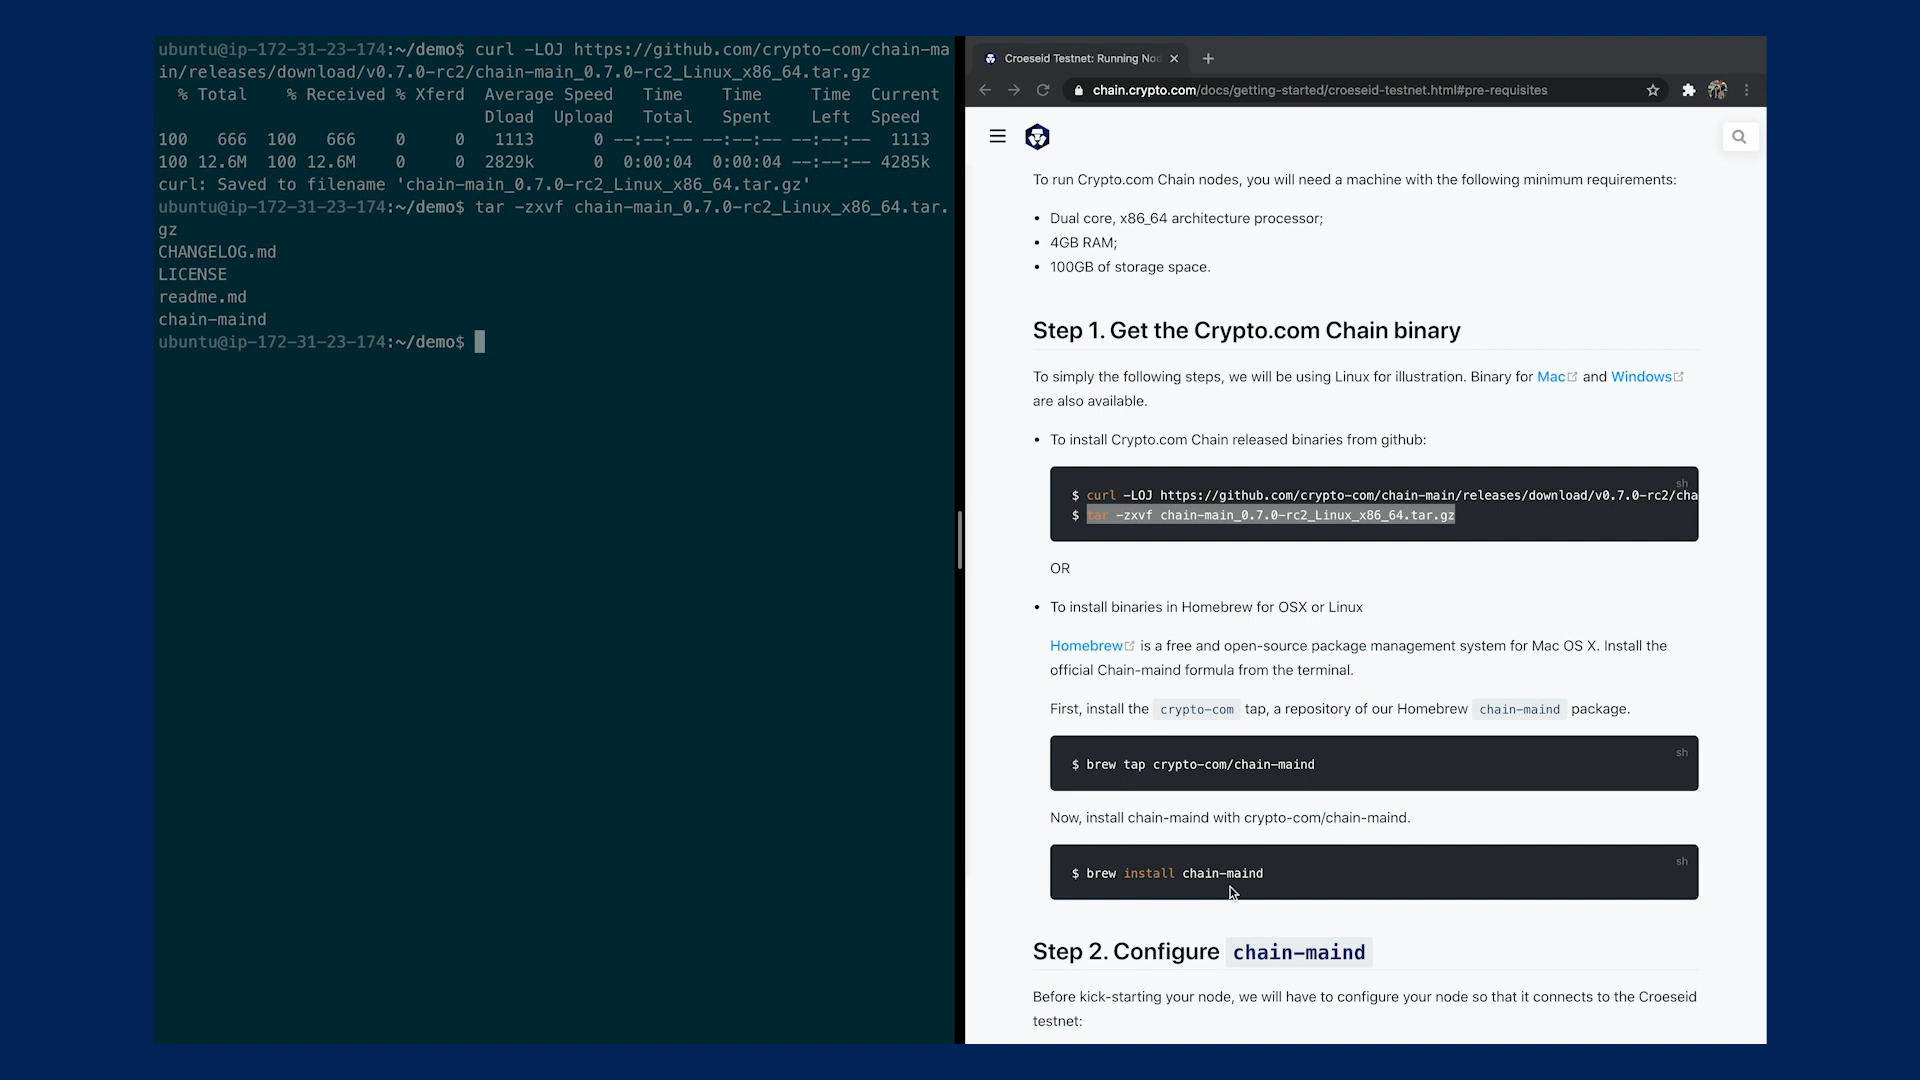 ubuntu@ip-172-31-23-174:~/demo$ curl -LOJ https://github.com/crypto-com/chain-ma
in/releases/download/v0.7.0-rc2/chain-main_0.7.0-rc2_Linux_x86_64.tar.gz
% Total % Received % Xferd Average Speed Time Time Time Current
Dload Upload Total Spent Left Speed
100 666 100 666 0 0 1113 0 --:--:-- --:--:-- --:--:-- 1113
100 12.6M 100 12.6M 0 0 2829k 0 0:00:04 0:00:04 --:--:-- 4285k
curl: Saved to filename 'chain-main_0.7.0-rc2_Linux_x86_64.tar.gz'
ubuntu@ip-172-31-23-174:~/demo$ tar -zxvf chain-main_0.7.0-rc2_Linux_x86_64.tar.
gz
CHANGELOG.md
LICENSE
readme.md
chain-maind
ubuntu@ip-172-31-23-174:~/demo$
Croeseid Testnet: Running No
chain.crypto.com/docs/getting-started/croeseid-testnet.html#pre-requisites
To run Crypto.com Chain nodes, you will need a machine with the following minimum requirements:
• Dual core, x86_64 architecture processor;
• 4GB RAM;
• 100GB of storage space.
Step 1. Get the Crypto.com Chain binary
To simply the following steps, we will be using Linux for illustration. Binary for Mac and Windows
are also available.
• To install Crypto.com Chain released binaries from github:
sh
$ curl -LOJ https://github.com/crypto-com/chain-main/releases/download/v0.7.0-rc2/cha
$ tar -zxvf chain-main_0.7.0-rc2_Linux_x86_64.tar.gz
OR
• To install binaries in Homebrew for OSX or Linux
Homebrew is a free and open-source package management system for Mac OS X. Install the
official Chain-maind formula from the terminal.
First, install the crypto-com tap, a repository of our Homebrew chain-maind package.
sh
$ brew tap crypto-com/chain-maind
Now, install chain-maind with crypto-com/chain-maind.
sh
$ brew install chain-maind
Step 2. Configure chain-maind
Before kick-starting your node, we will have to configure your node so that it connects to the Croeseid
testnet: